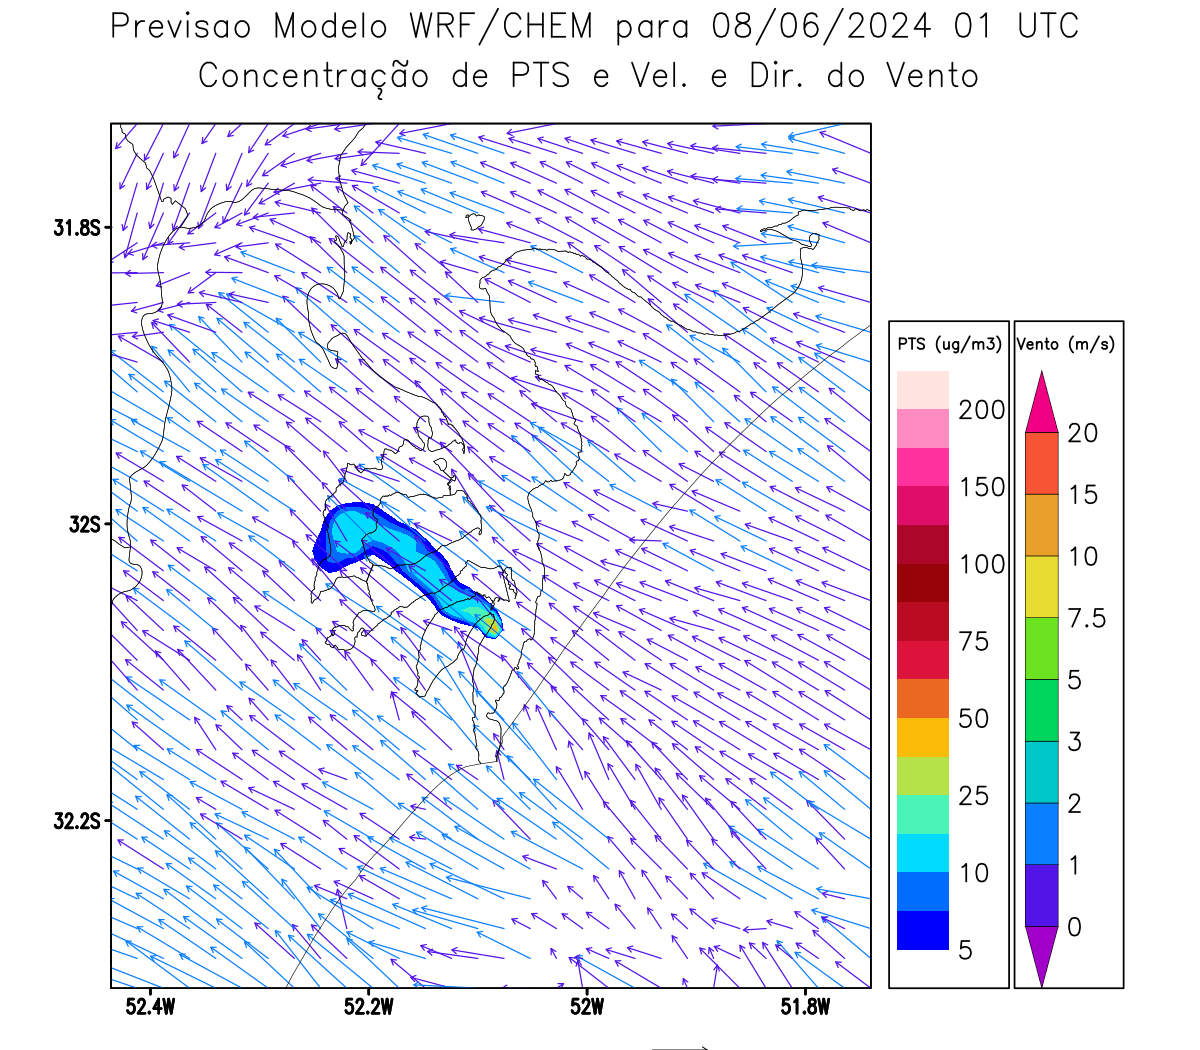 Previsao Modelo WRF/CHEM para 08/06/2024 01 UTC
Concentração de PTS e Vel. e Dir. do Vento
31.8S
32S
32.2S
52.4W
52.2W
52W
51.8W
PTS (ug/m3)
200
150
100
75
50
25
10
5
Vento (m/s)
20
15
10
7.5
5
3
2
1
0